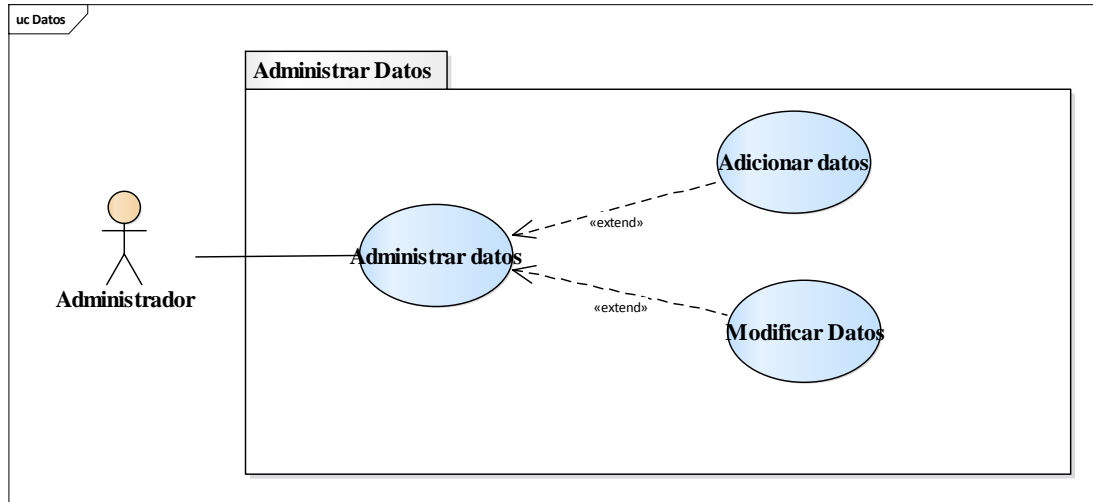 uc Datos
Administrar Datos
Adicionar datos
«extend»
Administrar datos
Administrador
«extend»
Modificar Datos